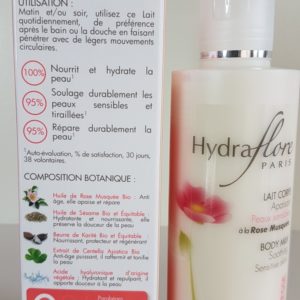 UTILISATION :
Matin et/ou soir, utilisez ce Lait
quotidiennement, de préférence
après le bain ou la douche en faisant
pénétrer avec de légers mouvements
circulaires.
100% Nourrit et hydrate la
peau¹
95% Soulage durablement les
peaux sensibles et
tiraillées¹
95% Répare durablement la
peau¹
¹Auto-évaluation, % de satisfaction, 30 jours,
38 volontaires.
COMPOSITION BOTANIQUE :
Huile de Rose Musquée Bio : Anti
âge, elle apaise et répare
Huile de Sésame Bio et Equitable :
Hydratante et nourrissante, elle
préserve la douceur de la peau
Beurre de Karité Bio et Equitable :
Nourrissant, protecteur et régénérant
Extrait de Centella Asiatica Bio :
Anti-âge puissant, il raffermit et tonifie
la peau
Acide hyaluronique d'origine
végétale : Hydratant et repulpant, il
apporte douceur à la peau
Hydraflore
PARIS
LAIT CORP
Apaisant
Peaux sensibles
à la Rose Musquée
BODY MILK
Sensitive